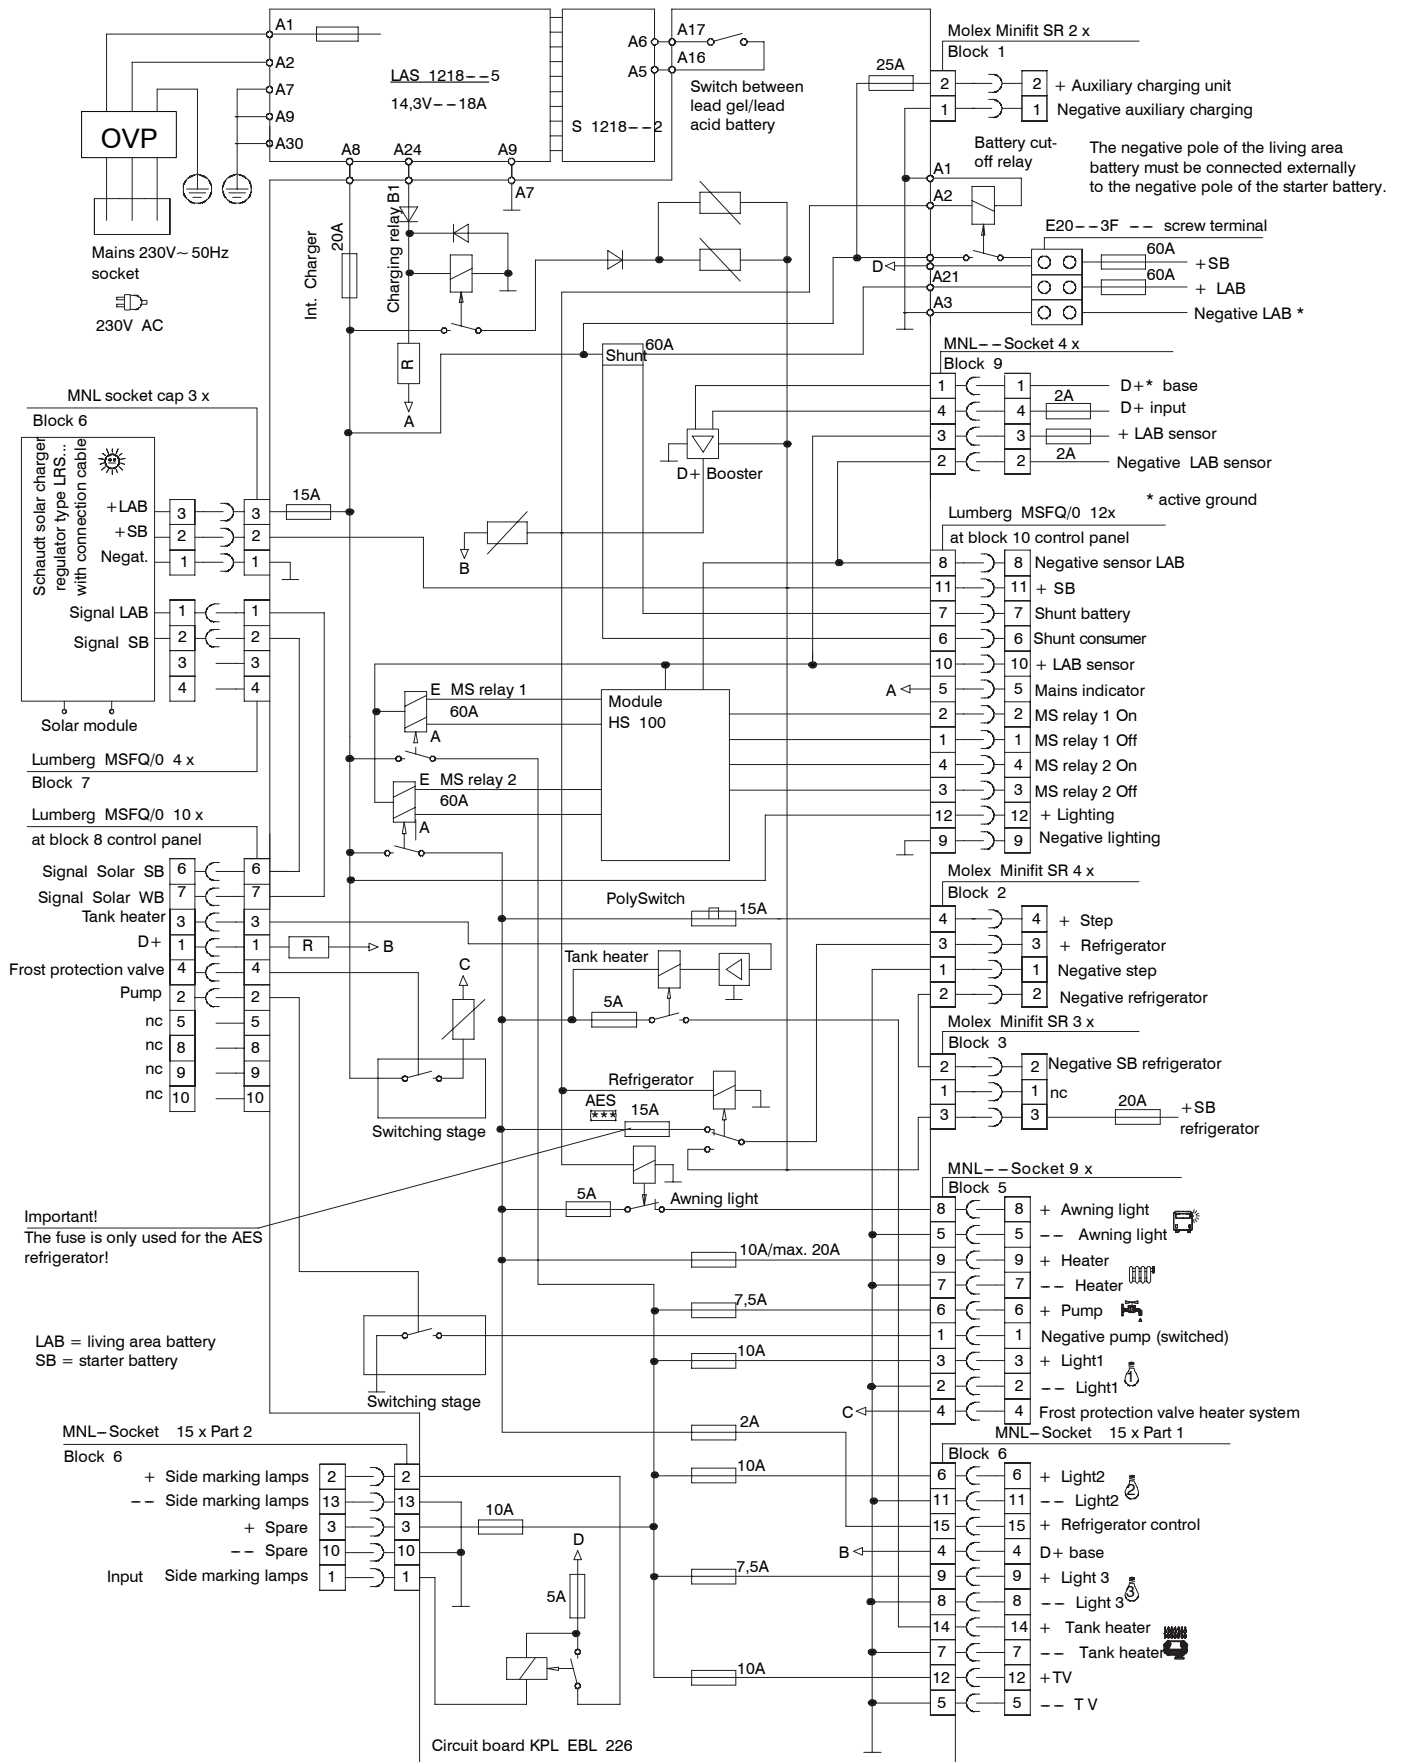 A1
A2
A7
A9
A30
LAS 1218--5
14,3V--18A
S 1218--2
A6
A5
A17
A16
Switch between
lead gel/lead
acid battery
A8
A24
A9
A7
OVP
Mains 230V~ 50Hz
socket
230V AC
Int. Charger
20A
Charging relay B1
R
A
Molex Minifit SR 2 x
Block 1
25A
2 2 + Auxiliary charging unit
1 1 Negative auxiliary charging
Battery cut-
off relay
The negative pole of the living area
battery must be connected externally
to the negative pole of the starter battery.
A1
A2
E20--3F -- screw terminal
D
60A
+SB
A21
60A
+ LAB
A3
Negative LAB *
Shunt
60A
MNL--Socket 4 x
Block 9
1 1 D+* base
4 4 2A D+ input
3 3 + LAB sensor
2 2 2A Negative LAB sensor
* active ground
D+ Booster
B
MNL socket cap 3 x
Block 6
Schaudt solar charger
regulator type LRS...
with connection cable
+LAB 3 3 15A
+SB 2 2
Negat. 1 1
Signal LAB 1 1
Signal SB 2 2
3 3
4 4
Solar module
Lumberg MSFQ/0 4 x
Block 7
Lumberg MSFQ/0 12x
at block 10 control panel
8 8 Negative sensor LAB
11 11 + SB
7 7 Shunt battery
6 6 Shunt consumer
10 10 + LAB sensor
A 5 5 Mains indicator
2 2 MS relay 1 On
1 1 MS relay 1 Off
4 4 MS relay 2 On
3 3 MS relay 2 Off
12 12 + Lighting
9 9 Negative lighting
E MS relay 1
60A
A
E MS relay 2
60A
A
Module
HS 100
Lumberg MSFQ/0 10 x
at block 8 control panel
Signal Solar SB 6 6
Signal Solar WB 7 7
Tank heater 3 3
D+ 1 1 R B
Frost protection valve 4 4
Pump 2 2
nc 5 5
nc 8 8
nc 9 9
nc 10 10
C
Switching stage
PolySwitch
15A
Tank heater
5A
Refrigerator
AES
***
15A
5A
Awning light
Molex Minifit SR 4 x
Block 2
4 4 + Step
3 3 + Refrigerator
1 1 Negative step
2 2 Negative refrigerator
Molex Minifit SR 3 x
Block 3
2 2 Negative SB refrigerator
1 1 nc
3 3 20A +SB
refrigerator
Important!
The fuse is only used for the AES
refrigerator!
LAB = living area battery
SB = starter battery
Switching stage
MNL--Socket 9 x
Block 5
8 8 + Awning light
5 5 -- Awning light
10A/max. 20A
9 9 + Heater
7 7 -- Heater
7,5A
6 6 + Pump
1 1 Negative pump (switched)
10A
3 3 + Light1
1
2 2 -- Light1
C 4 4 Frost protection valve heater system
MNL-Socket 15 x Part 1
Block 6
2A
10A
6 6 + Light2
2
11 11 -- Light2
15 15 + Refrigerator control
B 4 4 D+ base
7,5A
9 9 + Light 3
3
8 8 -- Light 3
14 14 + Tank heater
7 7 -- Tank heater
10A
12 12 +TV
5 5 -- TV
MNL-Socket 15 x Part 2
Block 6
+ Side marking lamps 2 2
-- Side marking lamps 13 13
+ Spare 3 3 10A
-- Spare 10 10
Input Side marking lamps 1 1
D
5A
Circuit board KPL EBL 226